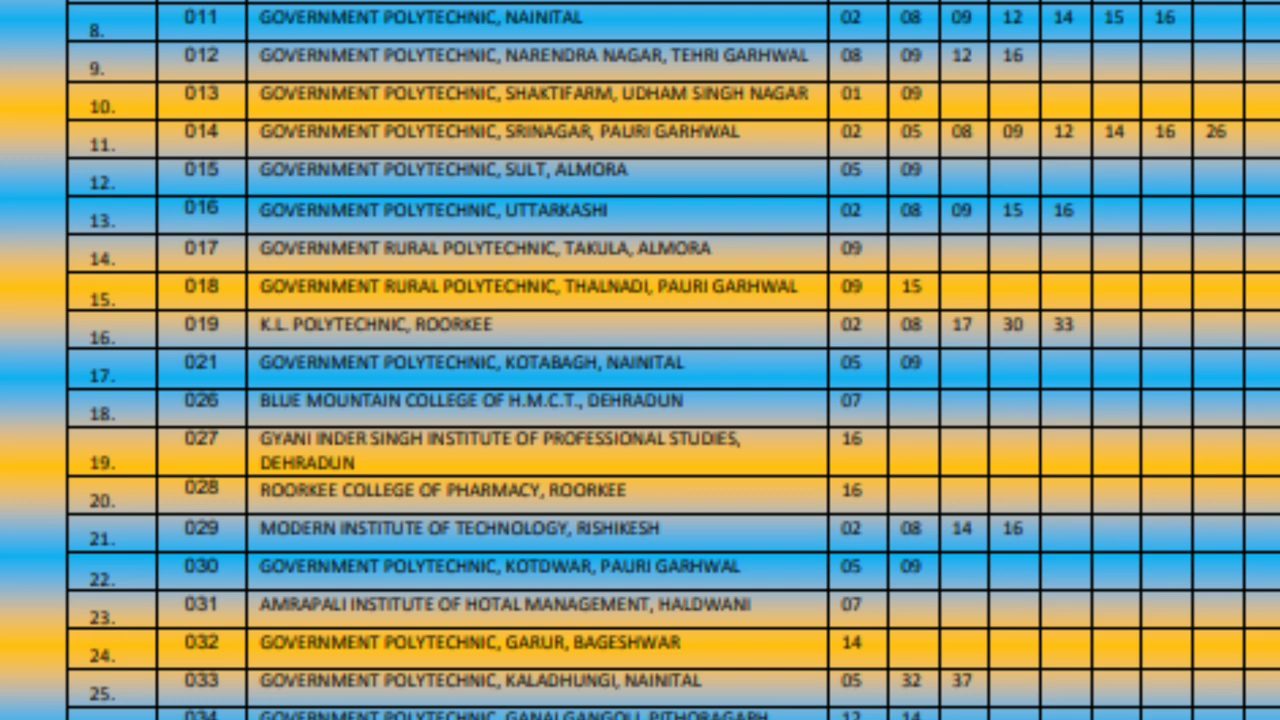 8. 011 GOVERNMENT POLYTECHNIC, NAINITAL 02 08 09 12 14 15 16
9. 012 GOVERNMENT POLYTECHNIC, NARENDRA NAGAR, TEHRI GARHWAL 08 09 12 16
10. 013 GOVERNMENT POLYTECHNIC, SHAKTIFARM, UDHAM SINGH NAGAR 01 09
11. 014 GOVERNMENT POLYTECHNIC, SRINAGAR, PAURI GARHWAL 02 05 08 09 12 14 16 26
12. 015 GOVERNMENT POLYTECHNIC, SULT, ALMORA 05 09
13. 016 GOVERNMENT POLYTECHNIC, UTTARKASHI 02 08 09 15 16
14. 017 GOVERNMENT RURAL POLYTECHNIC, TAKULA, ALMORA 09
15. 018 GOVERNMENT RURAL POLYTECHNIC, THALNADI, PAURI GARHWAL 09 15
16. 019 K.L. POLYTECHNIC, ROORKEE 02 08 17 30 33
17. 021 GOVERNMENT POLYTECHNIC, KOTABAGH, NAINITAL 05 09
18. 026 BLUE MOUNTAIN COLLEGE OF H.M.C.T., DEHRADUN 07
19. 027 GYANI INDER SINGH INSTITUTE OF PROFESSIONAL STUDIES, 16
DEHRADUN
20. 028 ROORKEE COLLEGE OF PHARMACY, ROORKEE 16
21. 029 MODERN INSTITUTE OF TECHNOLOGY, RISHIKESH 02 08 14 16
22. 030 GOVERNMENT POLYTECHNIC, KOTDWAR, PAURI GARHWAL 05 09
23. 031 AMRAPALI INSTITUTE OF HOTAL MANAGEMENT, HALDWANI 07
24. 032 GOVERNMENT POLYTECHNIC, GARUR, BAGESHWAR 14
25. 033 GOVERNMENT POLYTECHNIC, KALADHUNGI, NAINITAL 05 32 37
034 GOVERNMENT POLYTECHNIC, GANAI GANGOLI, PITHORAGARH 12 14